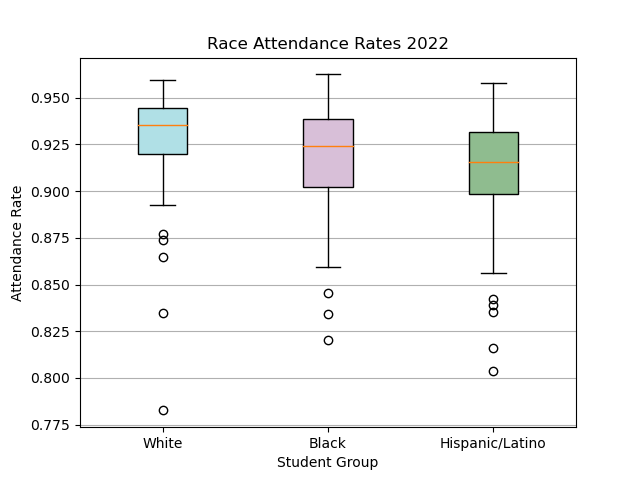 Race Attendance Rates 2022
Attendance Rate
0.950
0.925
0.900
0.875
0.850
0.825
0.800
0.775
White Black Hispanic/Latino
Student Group